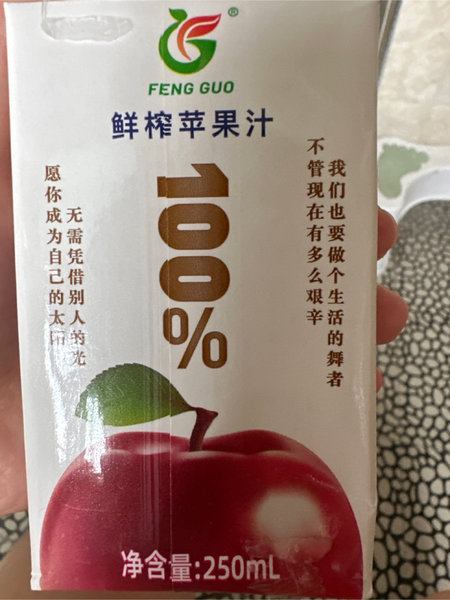 ®
FENG GUO
鲜榨苹果汁
100%
不管现在有多么艰辛
我们也要做个生活的舞者
愿你成为自己的太阳
无需凭借别人的光
净含量:250mL